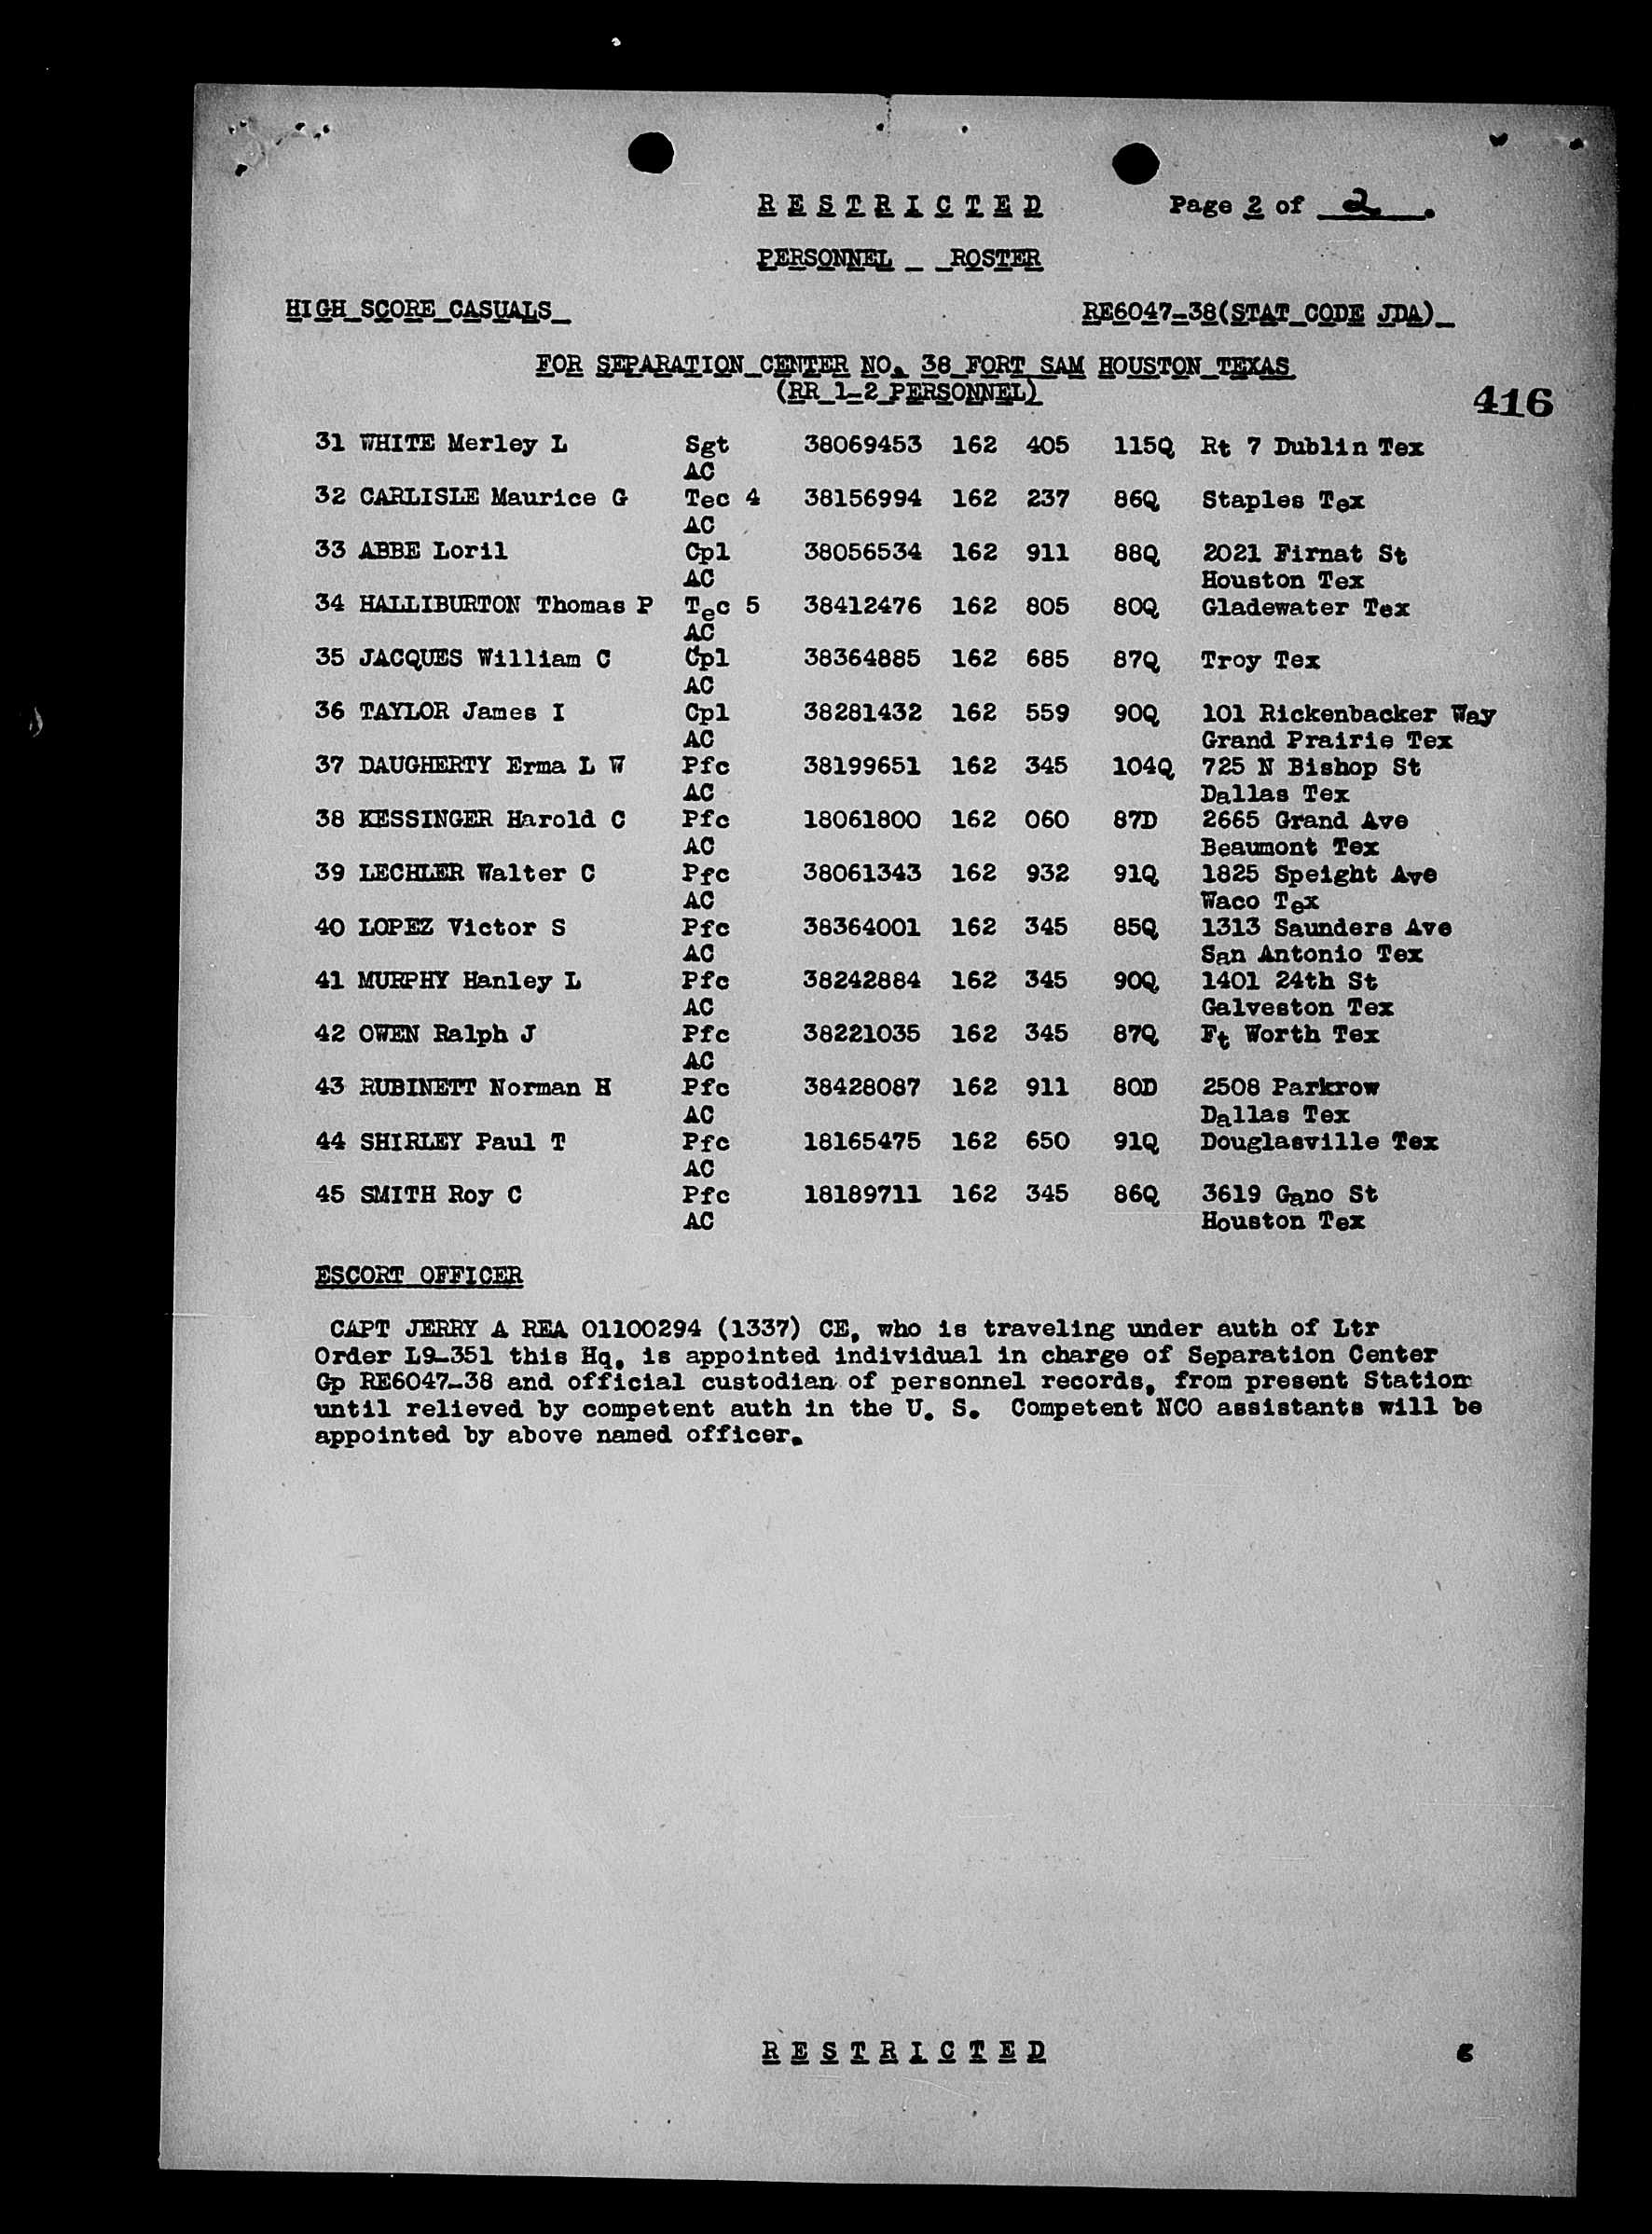 R E S T R I C T E D Page 2 of 2.
PERSONNEL _ _ROSTER
HIGH_SCORE_CASUALS_ RE6047-38(STAT_CODE JDA)_
FOR SEPARATION_CENTER NO. 38_FORT SAM HOUSTON_TEXAS
(RR_1-2_PERSONNEL)
416
31 WHITE Merley L Sgt 38069453 162 405 115Q Rt 7 Dublin Tex
AC
32 CARLISLE Maurice G Tec 4 38156994 162 237 86Q Staples Tex
AC
33 ABBE Loril Cpl 38056534 162 911 88Q 2021 Firnat St
AC Houston Tex
34 HALLIBURTON Thomas P Tec 5 38412476 162 805 80Q Gladewater Tex
AC
35 JACQUES William C Cpl 38364885 162 685 87Q Troy Tex
AC
36 TAYLOR James I Cpl 38281432 162 559 90Q 101 Rickenbacker Way
AC Grand Prairie Tex
37 DAUGHERTY Erma L W Pfc 38199651 162 345 104Q 725 N Bishop St
AC Dallas Tex
38 KESSINGER Harold C Pfc 18061800 162 060 87D 2665 Grand Ave
AC Beaumont Tex
39 LECHLER Walter C Pfc 38061343 162 932 91Q 1825 Speight Ave
AC Waco Tex
40 LOPEZ Victor S Pfc 38364001 162 345 85Q 1313 Saunders Ave
AC San Antonio Tex
41 MURPHY Hanley L Pfc 38242884 162 345 90Q 1401 24th St
AC Galveston Tex
42 OWEN Ralph J Pfc 38221035 162 345 87Q Ft Worth Tex
AC
43 RUBINETT Norman H Pfc 38428087 162 911 80D 2508 Parkrow
AC Dallas Tex
44 SHIRLEY Paul T Pfc 18165475 162 650 91Q Douglasville Tex
AC
45 SMITH Roy C Pfc 18189711 162 345 86Q 3619 Gano St
AC Houston Tex
ESCORT OFFICER
CAPT JERRY A REA 01100294 (1337) CE, who is traveling under auth of Ltr
Order L9-351 this Hq, is appointed individual in charge of Separation Center
Gp RE6047-38 and official custodian of personnel records, from present Station
until relieved by competent auth in the U. S. Competent NCO assistants will be
appointed by above named officer.
R E S T R I C T E D